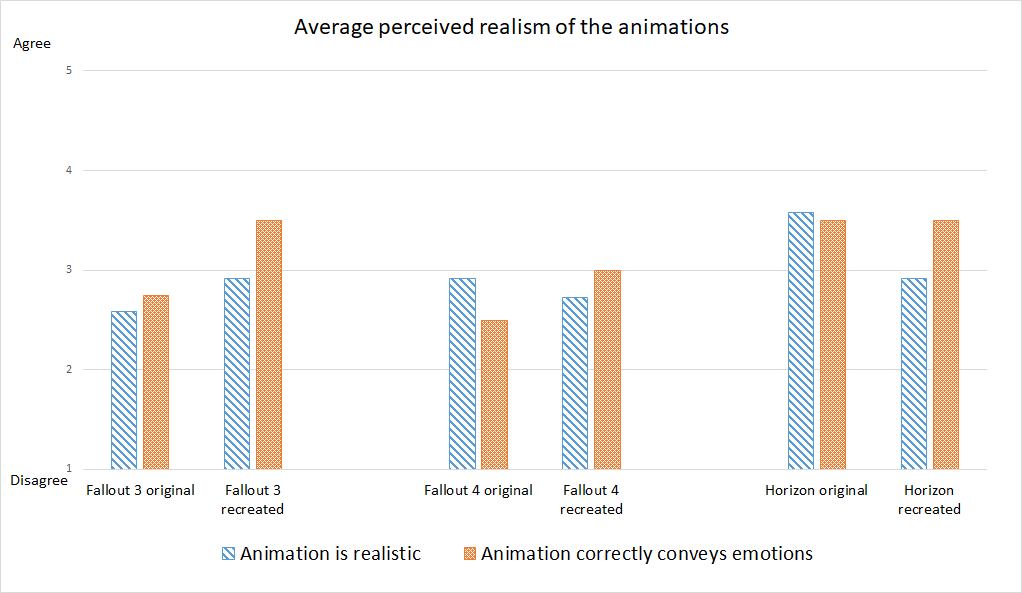 Average perceived realism of the animations
Agree
5
4
3
2
1
Disagree
Fallout 3 original
Fallout 3
recreated
Fallout 4 original
Fallout 4
recreated
Horizon original
Horizon
recreated
Animation is realistic
Animation correctly conveys emotions